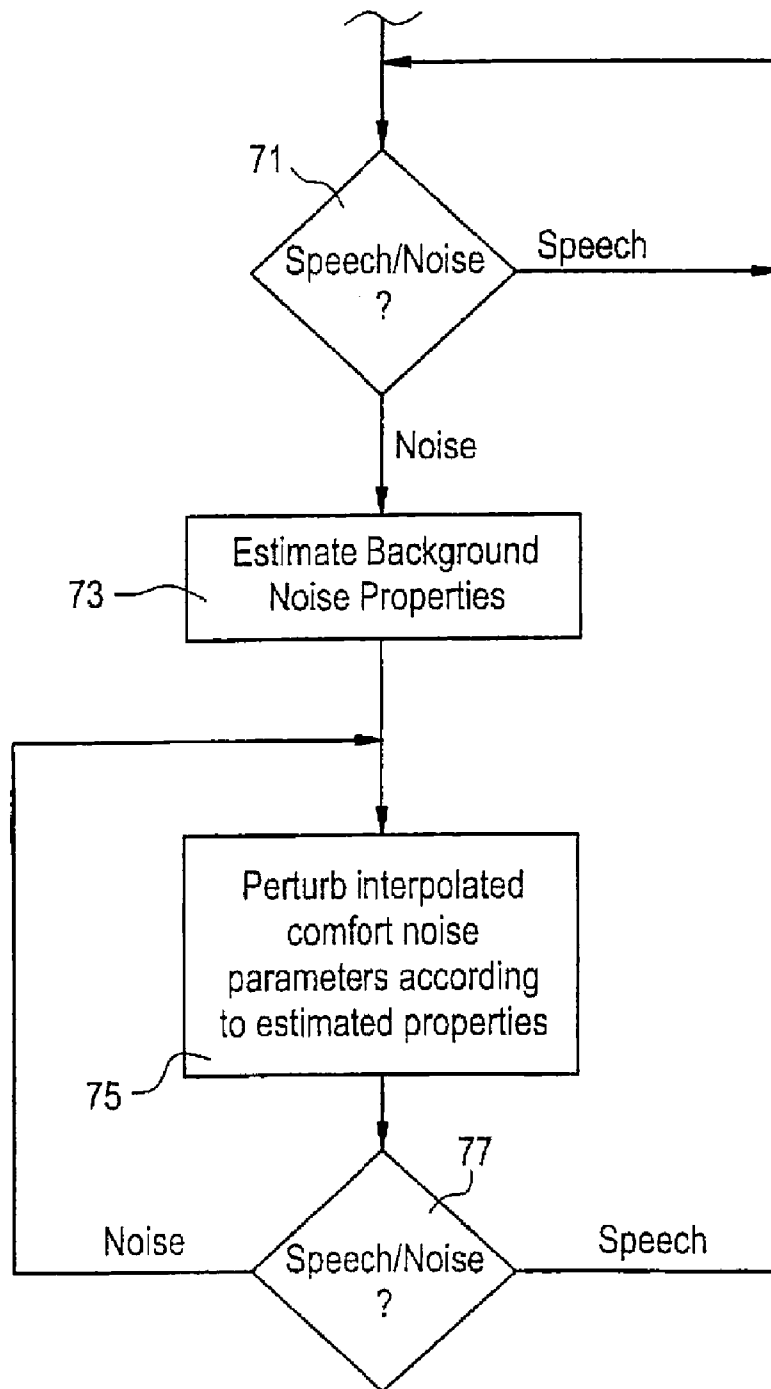 71
Speech/Noise
?
Speech
Noise
73
Estimate Background
Noise Properties
Perturb interpolated
comfort noise
parameters according
to estimated properties
75
77
Noise
Speech/Noise
?
Speech